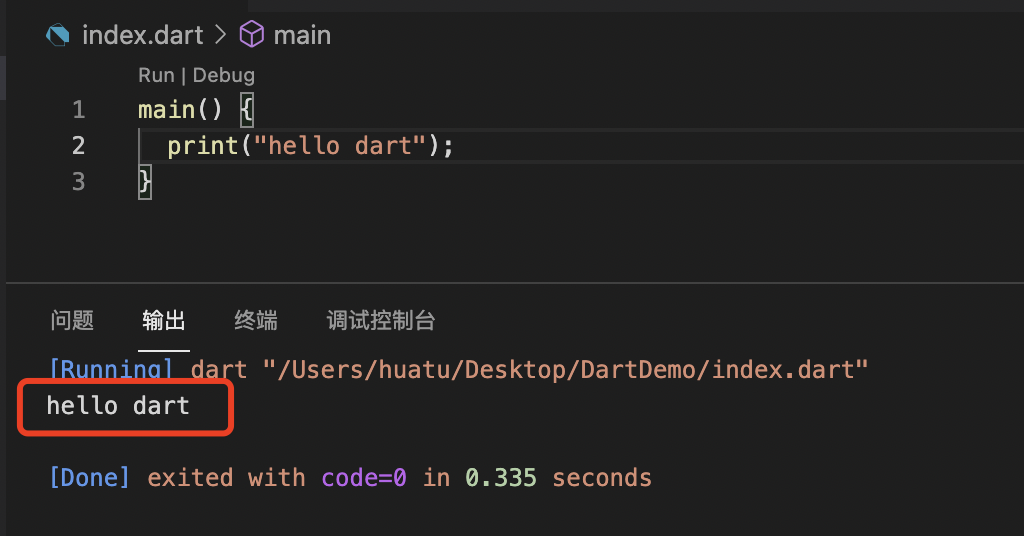 index.dart > main
Run | Debug
1 main() {
2 print("hello dart");
3 }
问题 输出 终端 调试控制台
[Running] dart "/Users/huatu/Desktop/DartDemo/index.dart"
hello dart
[Done] exited with code=0 in 0.335 seconds